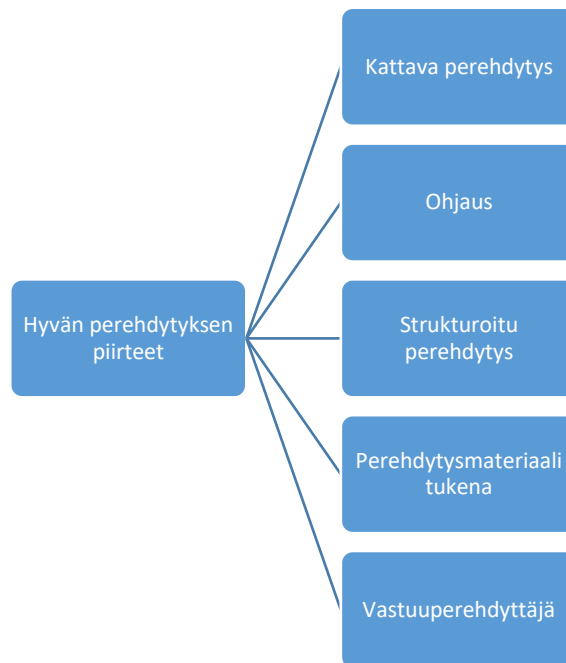 Kattava perehdytys
Ohjaus
Hyvän perehdytyksen
piirteet
Strukturoitu
perehdytys
Perehdytysmateriaali
tukena
Vastuuperehdyttäjä